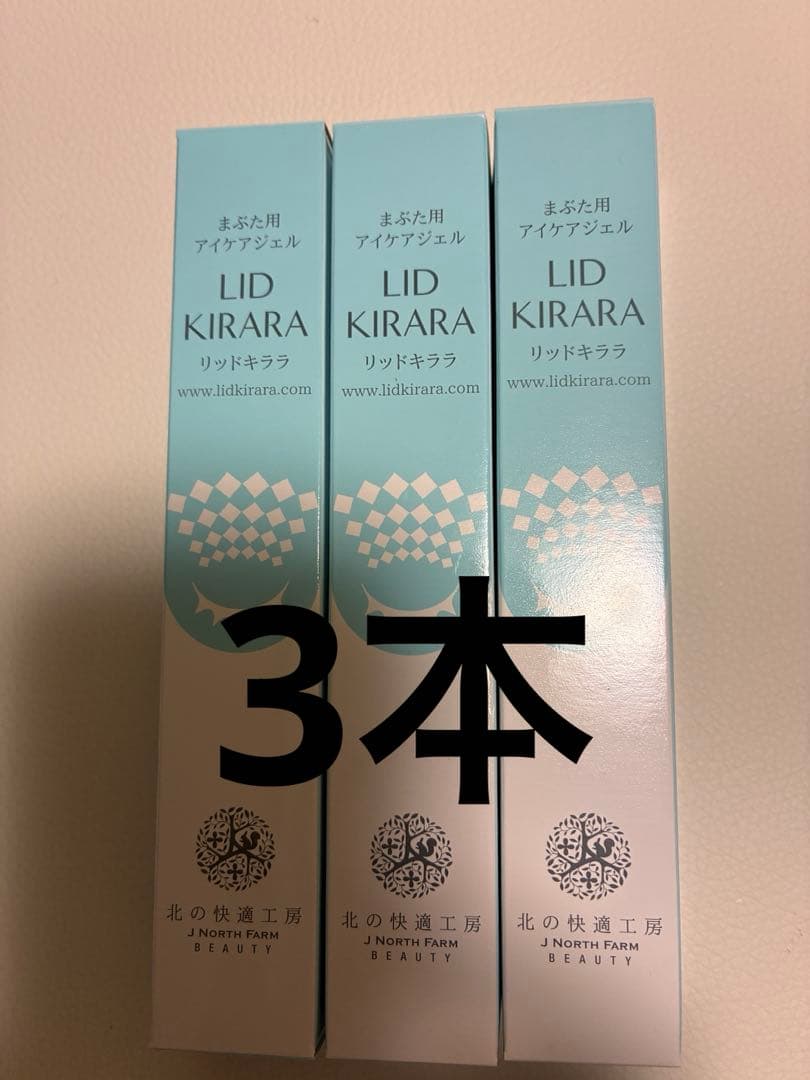 まぶた用
アイケアジェル
LID
KIRARA
リッドキララ
www.lidkirara.com
北の快適工房
J NORTH FARM
BEAUTY
まぶた用
アイケアジェル
LID
KIRARA
リッドキララ
www.lidkirara.com
北の快適工房
J NORTH FARM
BEAUTY
まぶた用
アイケアジェル
LID
KIRARA
リッドキララ
www.lidkirara.com
北の快適工房
J NORTH FARM
BEAUTY
3本